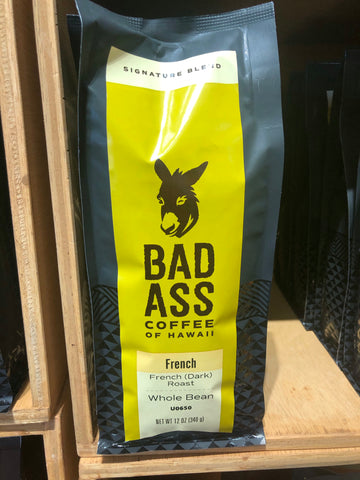 SIGNATURE BLEND
BAD
ASS
COFFEE
OF HAWAII
French
French (Dark)
Roast
Whole Bean
U0650
NET WT 12 OZ (340 g)